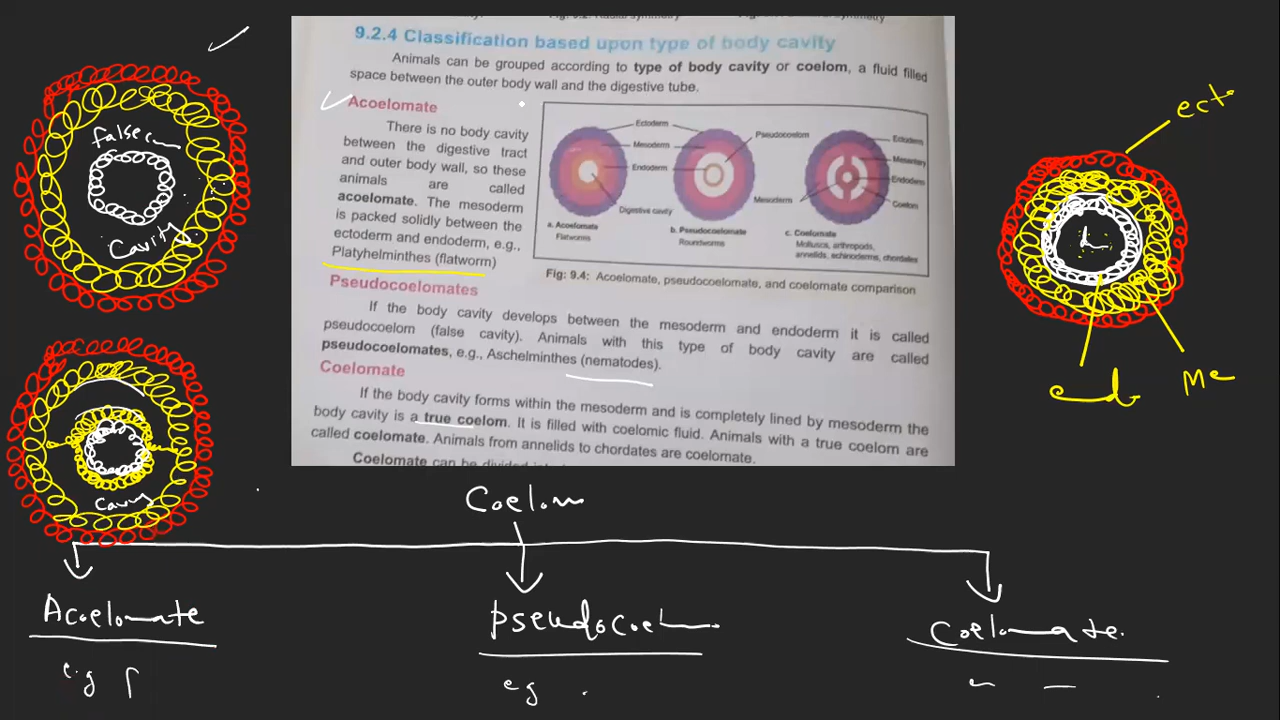 9.2.4 Classification based upon type of body cavity
Animals can be grouped according to type of body cavity or coelom, a fluid filled
space between the outer body wall and the digestive tube.
Acoelomate
There is no body cavity
between the digestive tract
and outer body wall, so these
animals are called
acoelomate. The mesoderm
is packed solidly between the
ectoderm and endoderm, e.g.,
Platyhelminthes (flatworm)
Ectoderm
Mesoderm
Endoderm
Digestive cavity
a. Acoelomate
Flatworms
Pseudocoelom
Mesoderm
b. Pseudocoelomate
Roundworms
Ectoderm
Mesentery
Endoderm
Coelom
c. Coelomate
Molluscs, arthropods,
annelids, echinoderms, chordates
Fig: 9.4: Acoelomate, pseudocoelomate, and coelomate comparison
Pseudocoelomates
If the body cavity develops between the mesoderm and endoderm it is called
pseudocoelom (false cavity). Animals with this type of body cavity are called
pseudocoelomates, e.g., Aschelminthes (nematodes).
Coelomate
If the body cavity forms within the mesoderm and is completely lined by mesoderm the
body cavity is a true coelom. It is filled with coelomic fluid. Animals with a true coelom are
called coelomate. Animals from annelids to chordates are coelomate.
false
Cavity
Cavity
ecto
Me
Coelom
Acoelomate
Coelomate.
e.g
eg